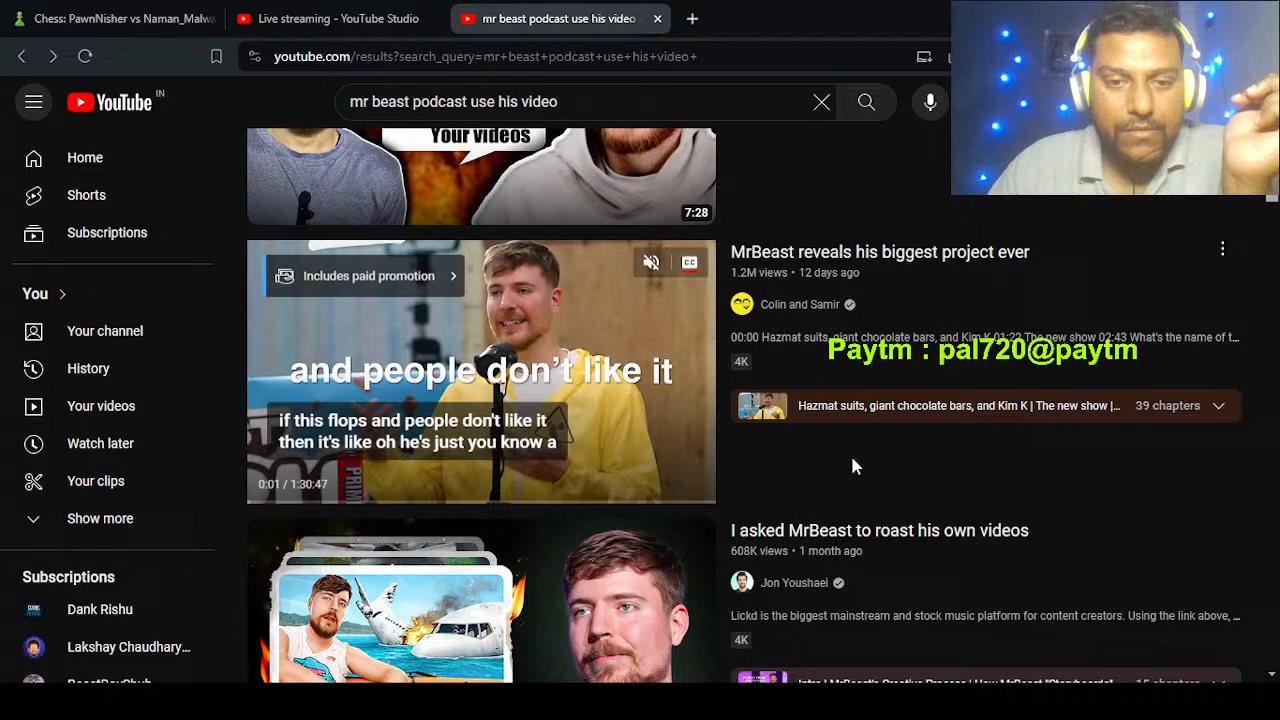 Chess: PawnNisher vs Naman_Malwa
Live streaming - YouTube Studio
mr beast podcast use his video
youtube.com/results?search_query=mr+beast+podcast+use+his+video+
YouTube IN
mr beast podcast use his video
Home
Shorts
Subscriptions
You
Your channel
History
Your videos
Watch later
Your clips
Show more
Subscriptions
Dank Rishu
Lakshay Chaudhary...
Your videos
7:28
Includes paid promotion
CC
and people don't like it
if this flops and people don't like it
then it's like oh he's just you know a
0:01 / 1:30:47
MrBeast reveals his biggest project ever
1.2M views • 12 days ago
Colin and Samir
00:00 Hazmat suits, giant chocolate bars, and Kim K 01:22 The new show 02:43 What's the name of t...
Paytm : pal720@paytm
4K
Hazmat suits, giant chocolate bars, and Kim K | The new show |...
39 chapters
I asked MrBeast to roast his own videos
608K views • 1 month ago
Jon Youshaei
Lickd is the biggest mainstream and stock music platform for content creators. Using the link above, ...
4K